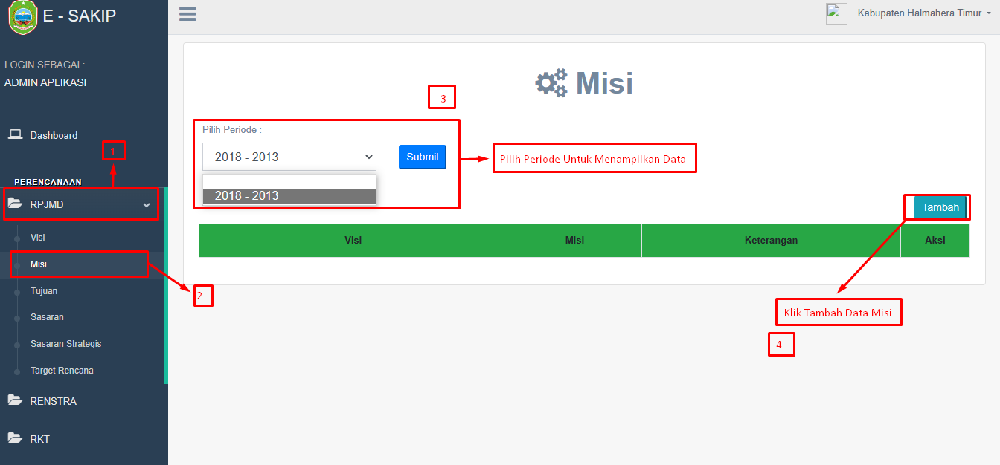 E - SAKIP
Kabupaten Halmahera Timur
LOGIN SEBAGAI :
ADMIN APLIKASI
Dashboard
1
PERENCANAAN
RPJMD
Visi
Misi
Tujuan
Sasaran
Sasaran Strategis
Target Rencana
RENSTRA
RKT
2
Misi
3
Pilih Periode :
2018 - 2013
Submit
2018 - 2013
Pilih Periode Untuk Menampilkan Data
Tambah
Visi Misi Keterangan Aksi
Klik Tambah Data Misi
4